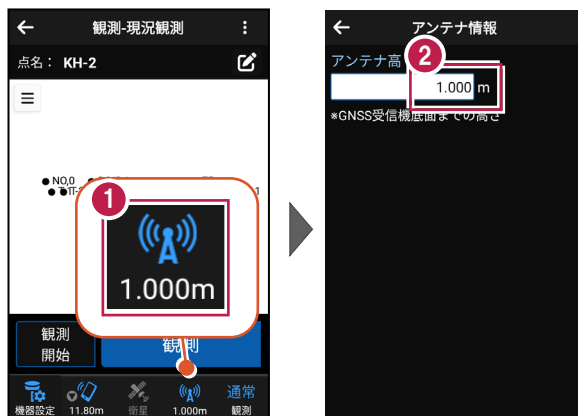 観測-現況観測
点名： KH-2
NO,0
1
1.000m
観測
開始
観測
機器設定
11.80m
衛星
1.000m
通常
観測
アンテナ情報
アンテナ高
2
1.000 m
※GNSS受信機底面までの高さ